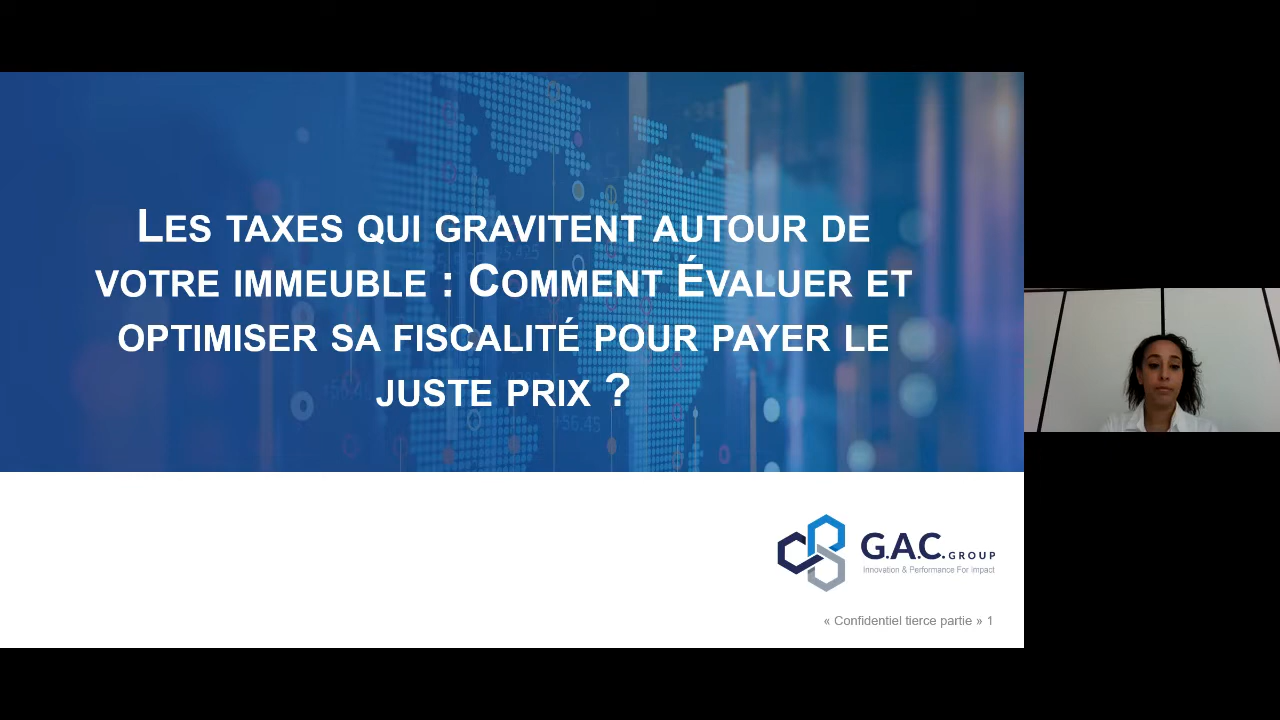 LES TAXES QUI GRAVITENT AUTOUR DE
VOTRE IMMEUBLE : COMMENT ÉVALUER ET
OPTIMISER SA FISCALITÉ POUR PAYER LE
JUSTE PRIX ?
G.A.C. GROUP
Innovation & Performance For Impact
« Confidentiel tierce partie » 1